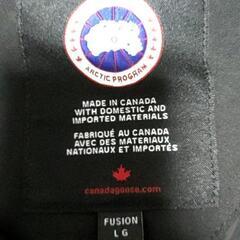 ARCTIC PROGRAM
MADE IN CANADA
WITH DOMESTIC AND
IMPORTED MATERIALS
FABRIQUÉ AU CANADA
AVEC DES MATERIAUX
NATIONAUX ET IMPORTÉS
canadagoose.com
FUSION
LG